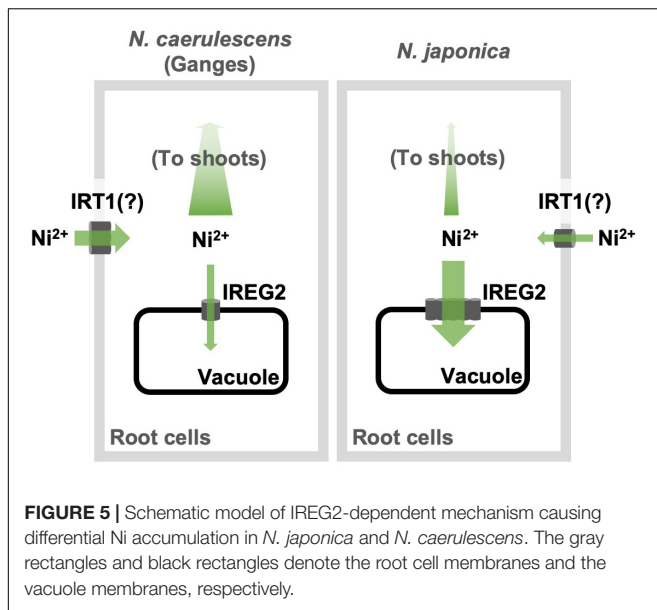 N. caerulescens
(Ganges)
N. japonica
(To shoots)
(To shoots)
IRT1(?)
IRT1(?)
Ni2+
Ni2+
Ni2+
Ni2+
IREG2
IREG2
Vacuole
Vacuole
Root cells
Root cells
FIGURE 5 | Schematic model of IREG2-dependent mechanism causing
differential Ni accumulation in N. japonica and N. caerulescens. The gray
rectangles and black rectangles denote the root cell membranes and the
vacuole membranes, respectively.